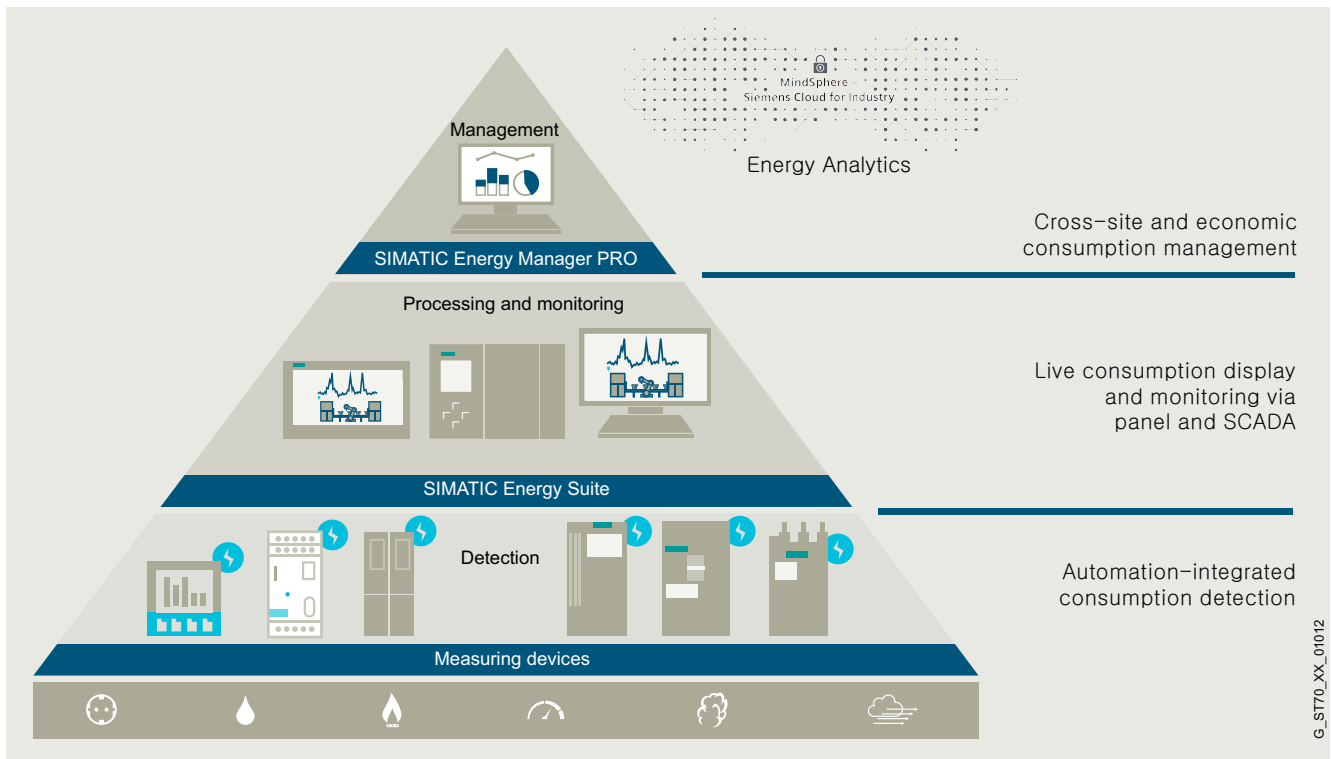 MindSphere –
Siemens Cloud for Industry
Energy Analytics
Management
SIMATIC Energy Manager PRO
Cross-site and economic
consumption management
Processing and monitoring
Live consumption display
and monitoring via
panel and SCADA
SIMATIC Energy Suite
Detection
Automation-integrated
consumption detection
Measuring devices
G_ST70_XX_01012